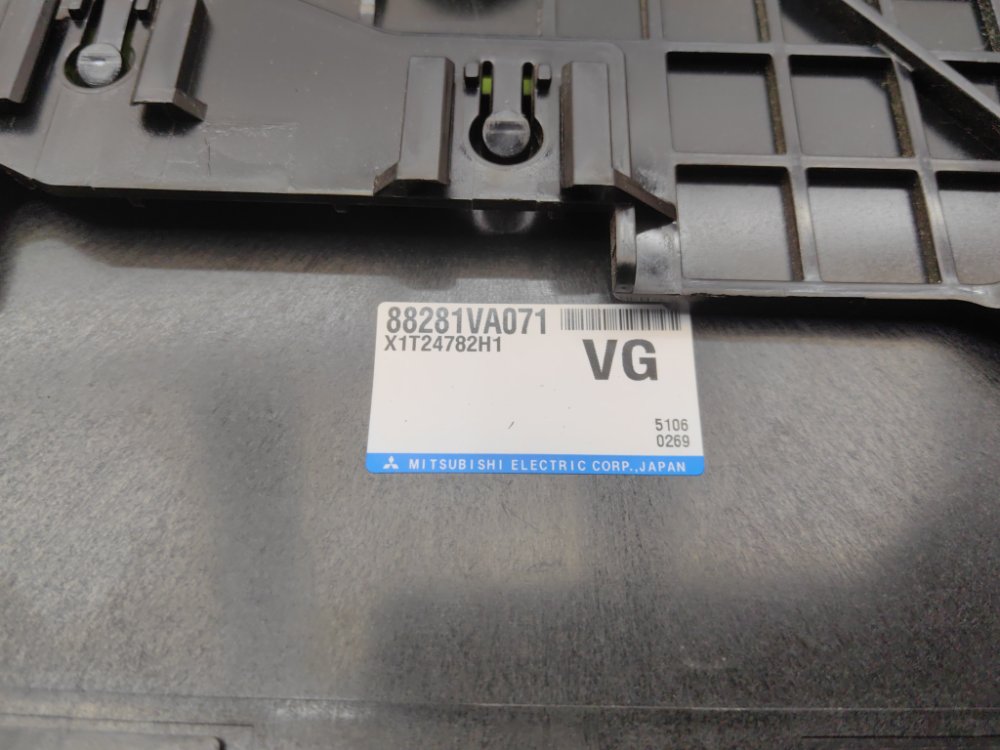 88281VA071
X1T24782H1
VG
5106
0269
MITSUBISHI ELECTRIC CORP.,JAPAN